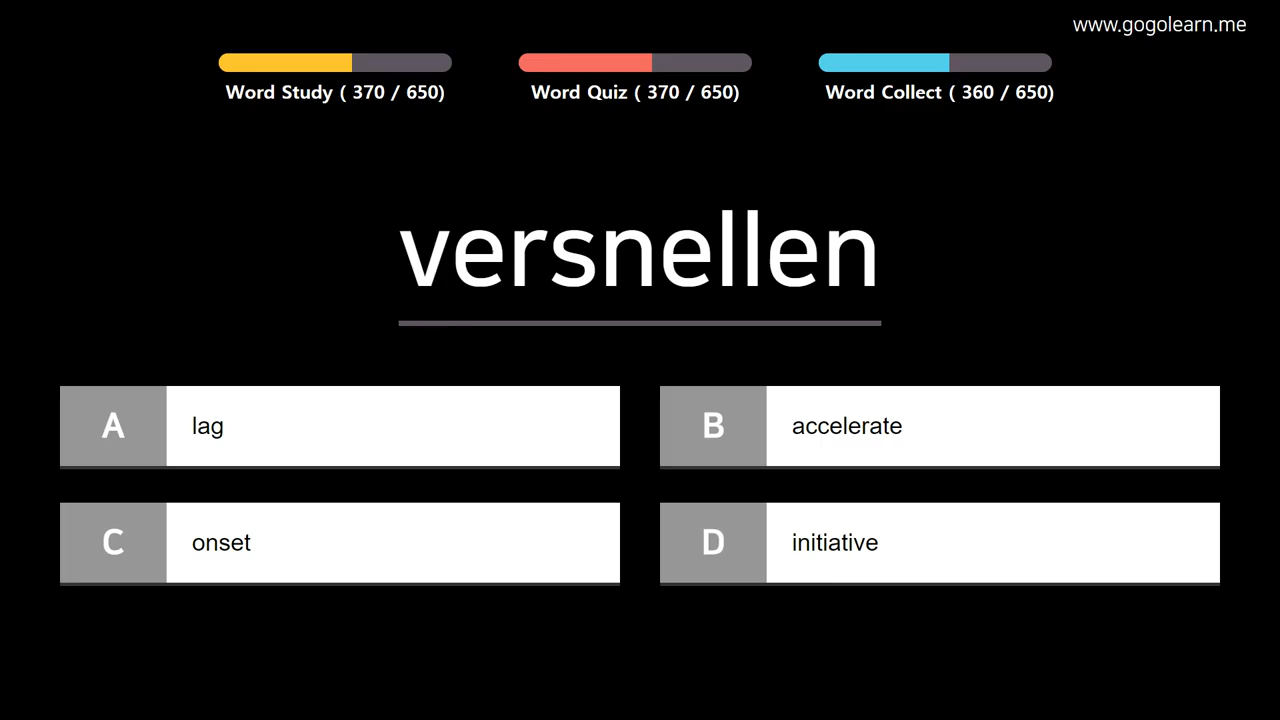 www.gogolearn.me
Word Study ( 370 / 650)
Word Quiz ( 370 / 650)
Word Collect ( 360 / 650)
versnellen
A lag
B accelerate
C onset
D initiative